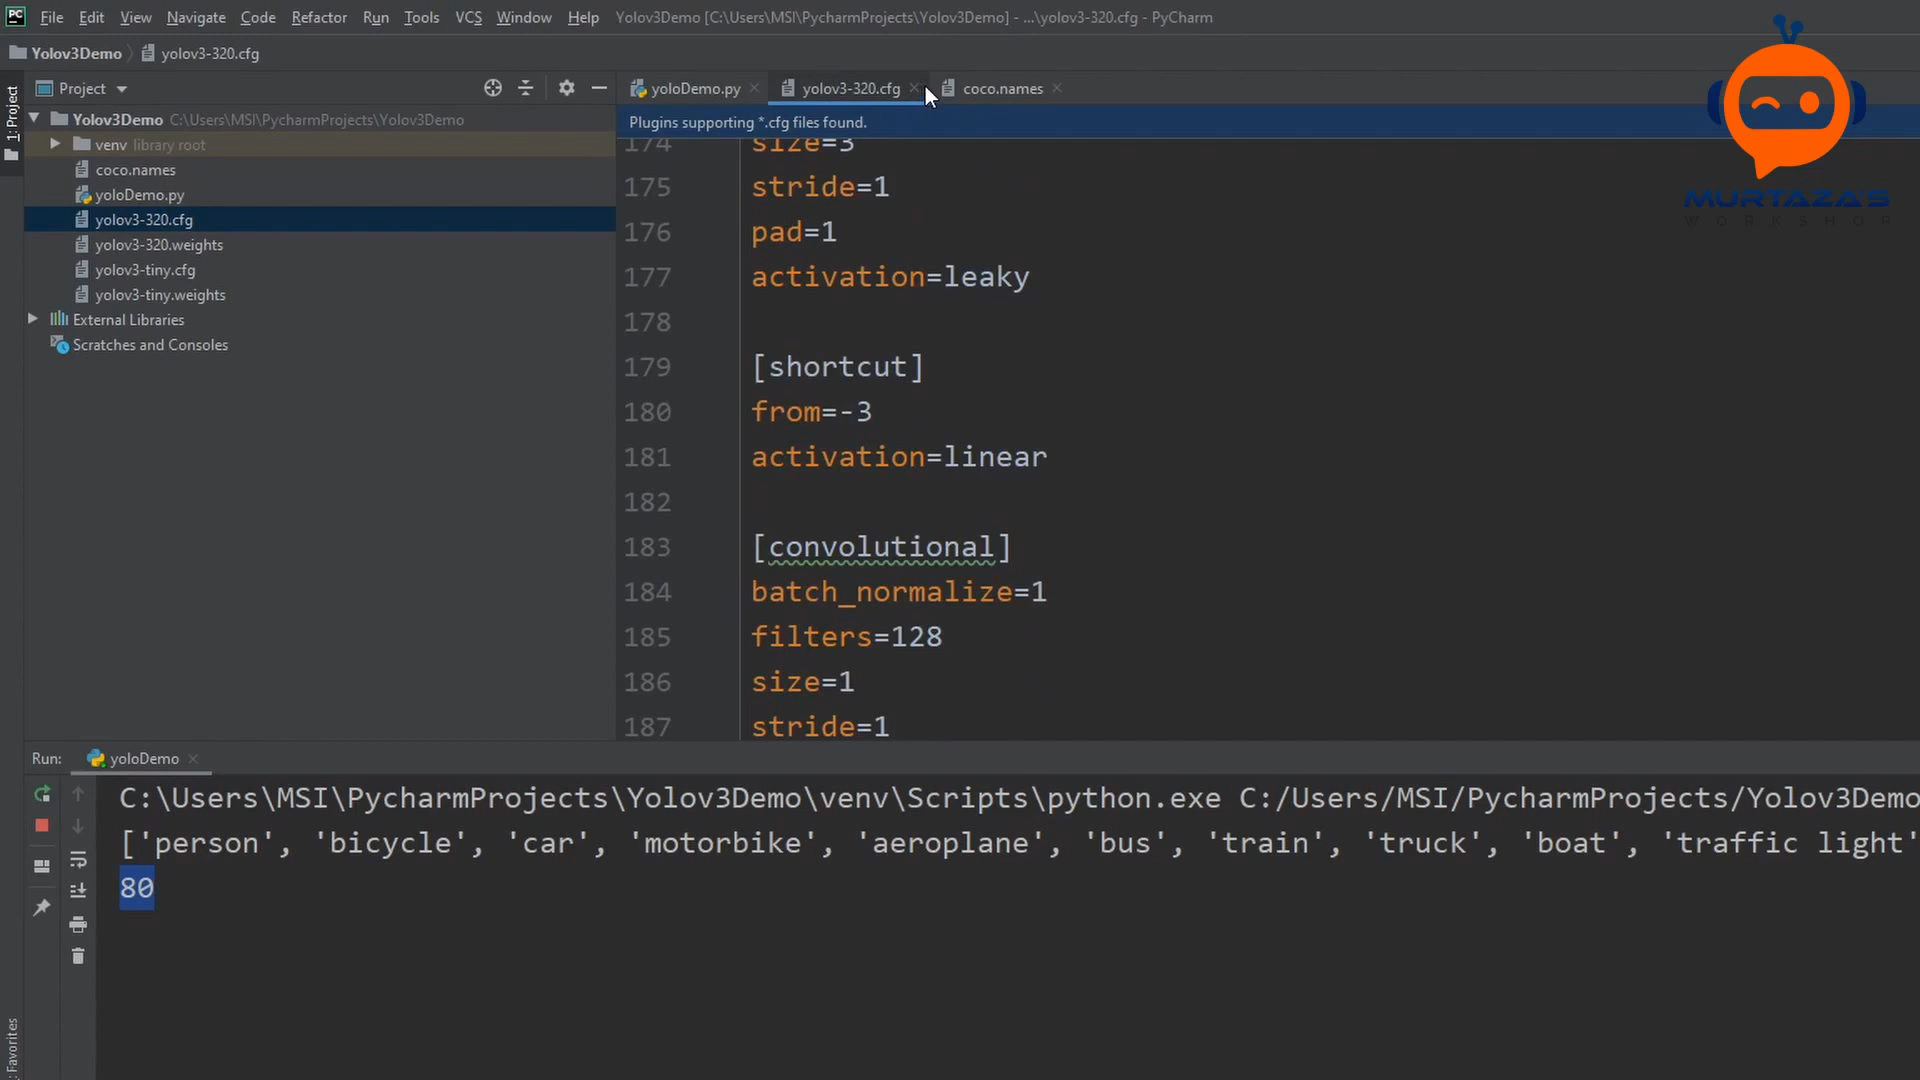 PC File Edit View Navigate Code Refactor Run Tools VCS Window Help Yolov3Demo [C:\Users\MSI\PycharmProjects\Yolov3Demo] - ...\yolov3-320.cfg - PyCharm
Yolov3Demo yolov3-320.cfg
1: Project
Project
Yolov3Demo C:\Users\MSI\PycharmProjects\Yolov3Demo
venv library root
coco.names
yoloDemo.py
yolov3-320.cfg
yolov3-320.weights
yolov3-tiny.cfg
yolov3-tiny.weights
External Libraries
Scratches and Consoles
yoloDemo.py yolov3-320.cfg coco.names
Plugins supporting *.cfg files found.
174 size=3
175 stride=1
176 pad=1
177 activation=leaky
178
179 [shortcut]
180 from=-3
181 activation=linear
182
183 [convolutional]
184 batch_normalize=1
185 filters=128
186 size=1
187 stride=1
MURTAZA'S
WORKSHOP
Run: yoloDemo
C:\Users\MSI\PycharmProjects\Yolov3Demo\venv\Scripts\python.exe C:/Users/MSI/PycharmProjects/Yolov3Demo
['person', 'bicycle', 'car', 'motorbike', 'aeroplane', 'bus', 'train', 'truck', 'boat', 'traffic light'
80
Favorites